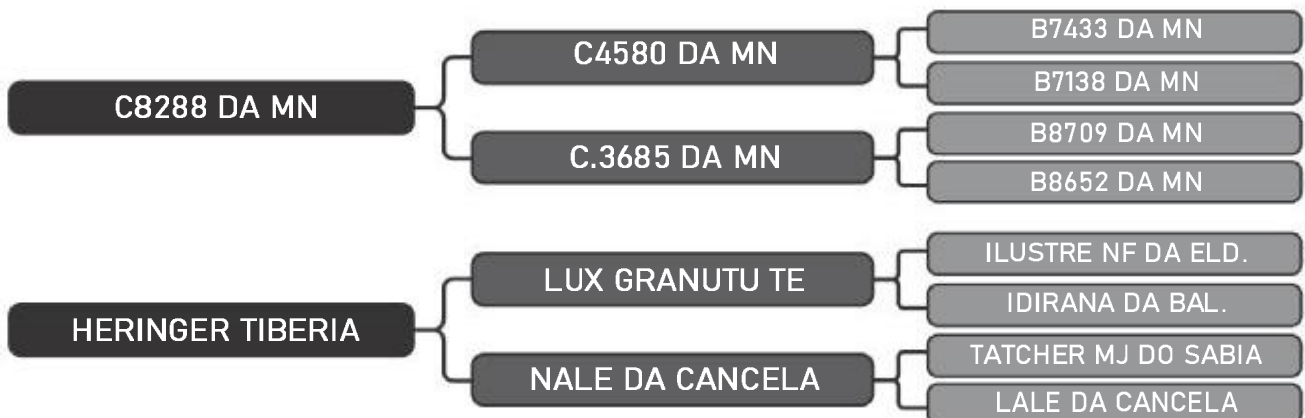 B7433 DA MN
C4580 DA MN
B7138 DA MN
C8288 DA MN
B8709 DA MN
C.3685 DA MN
B8652 DA MN
ILUSTRE NF DA ELD.
LUX GRANUTU TE
IDIRANA DA BAL.
HERINGER TIBERIA
TATCHER MJ DO SABIA
NALE DA CANCELA
LALE DA CANCELA